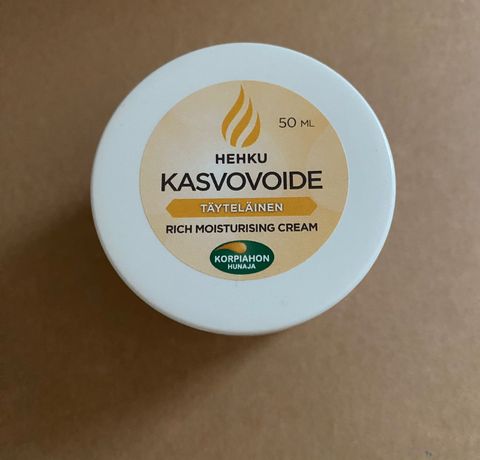 50 ML
HEHKU
KASVOVOIDE
TÄYTELÄINEN
RICH MOISTURISING CREAM
KORPIAHON
HUNAJA